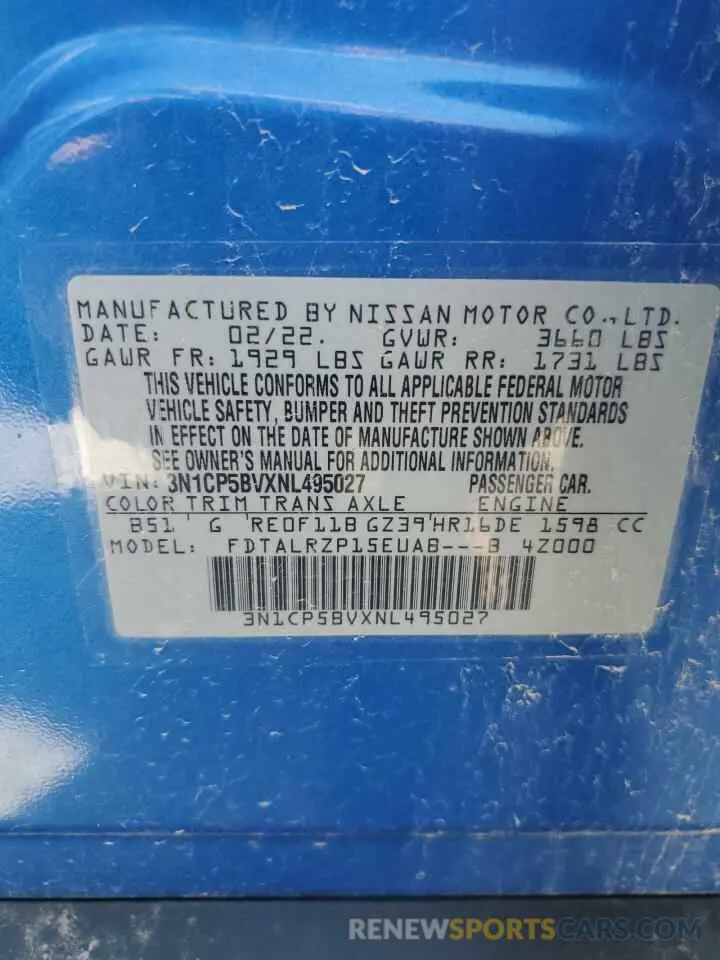 MANUFACTURED BY NISSAN MOTOR CO., LTD.
DATE: 02/22. GVWR: 3660 LBS
GAWR FR: 1929 LBS GAWR RR: 1731 LBS
THIS VEHICLE CONFORMS TO ALL APPLICABLE FEDERAL MOTOR
VEHICLE SAFETY, BUMPER AND THEFT PREVENTION STANDARDS
IN EFFECT ON THE DATE OF MANUFACTURE SHOWN ABOVE.
SEE OWNER'S MANUAL FOR ADDITIONAL INFORMATION.
VIN: 3N1CP5BVXNL495027 PASSENGER CAR.
COLOR TRIM TRANS AXLE ENGINE
B51 G RE0F11B GZ39 HR16DE 1598 CC
MODEL: FDTALRZP15EUAB---B 4Z000
3N1CP5BVXNL495027
RENEWSPORTSCARS.COM